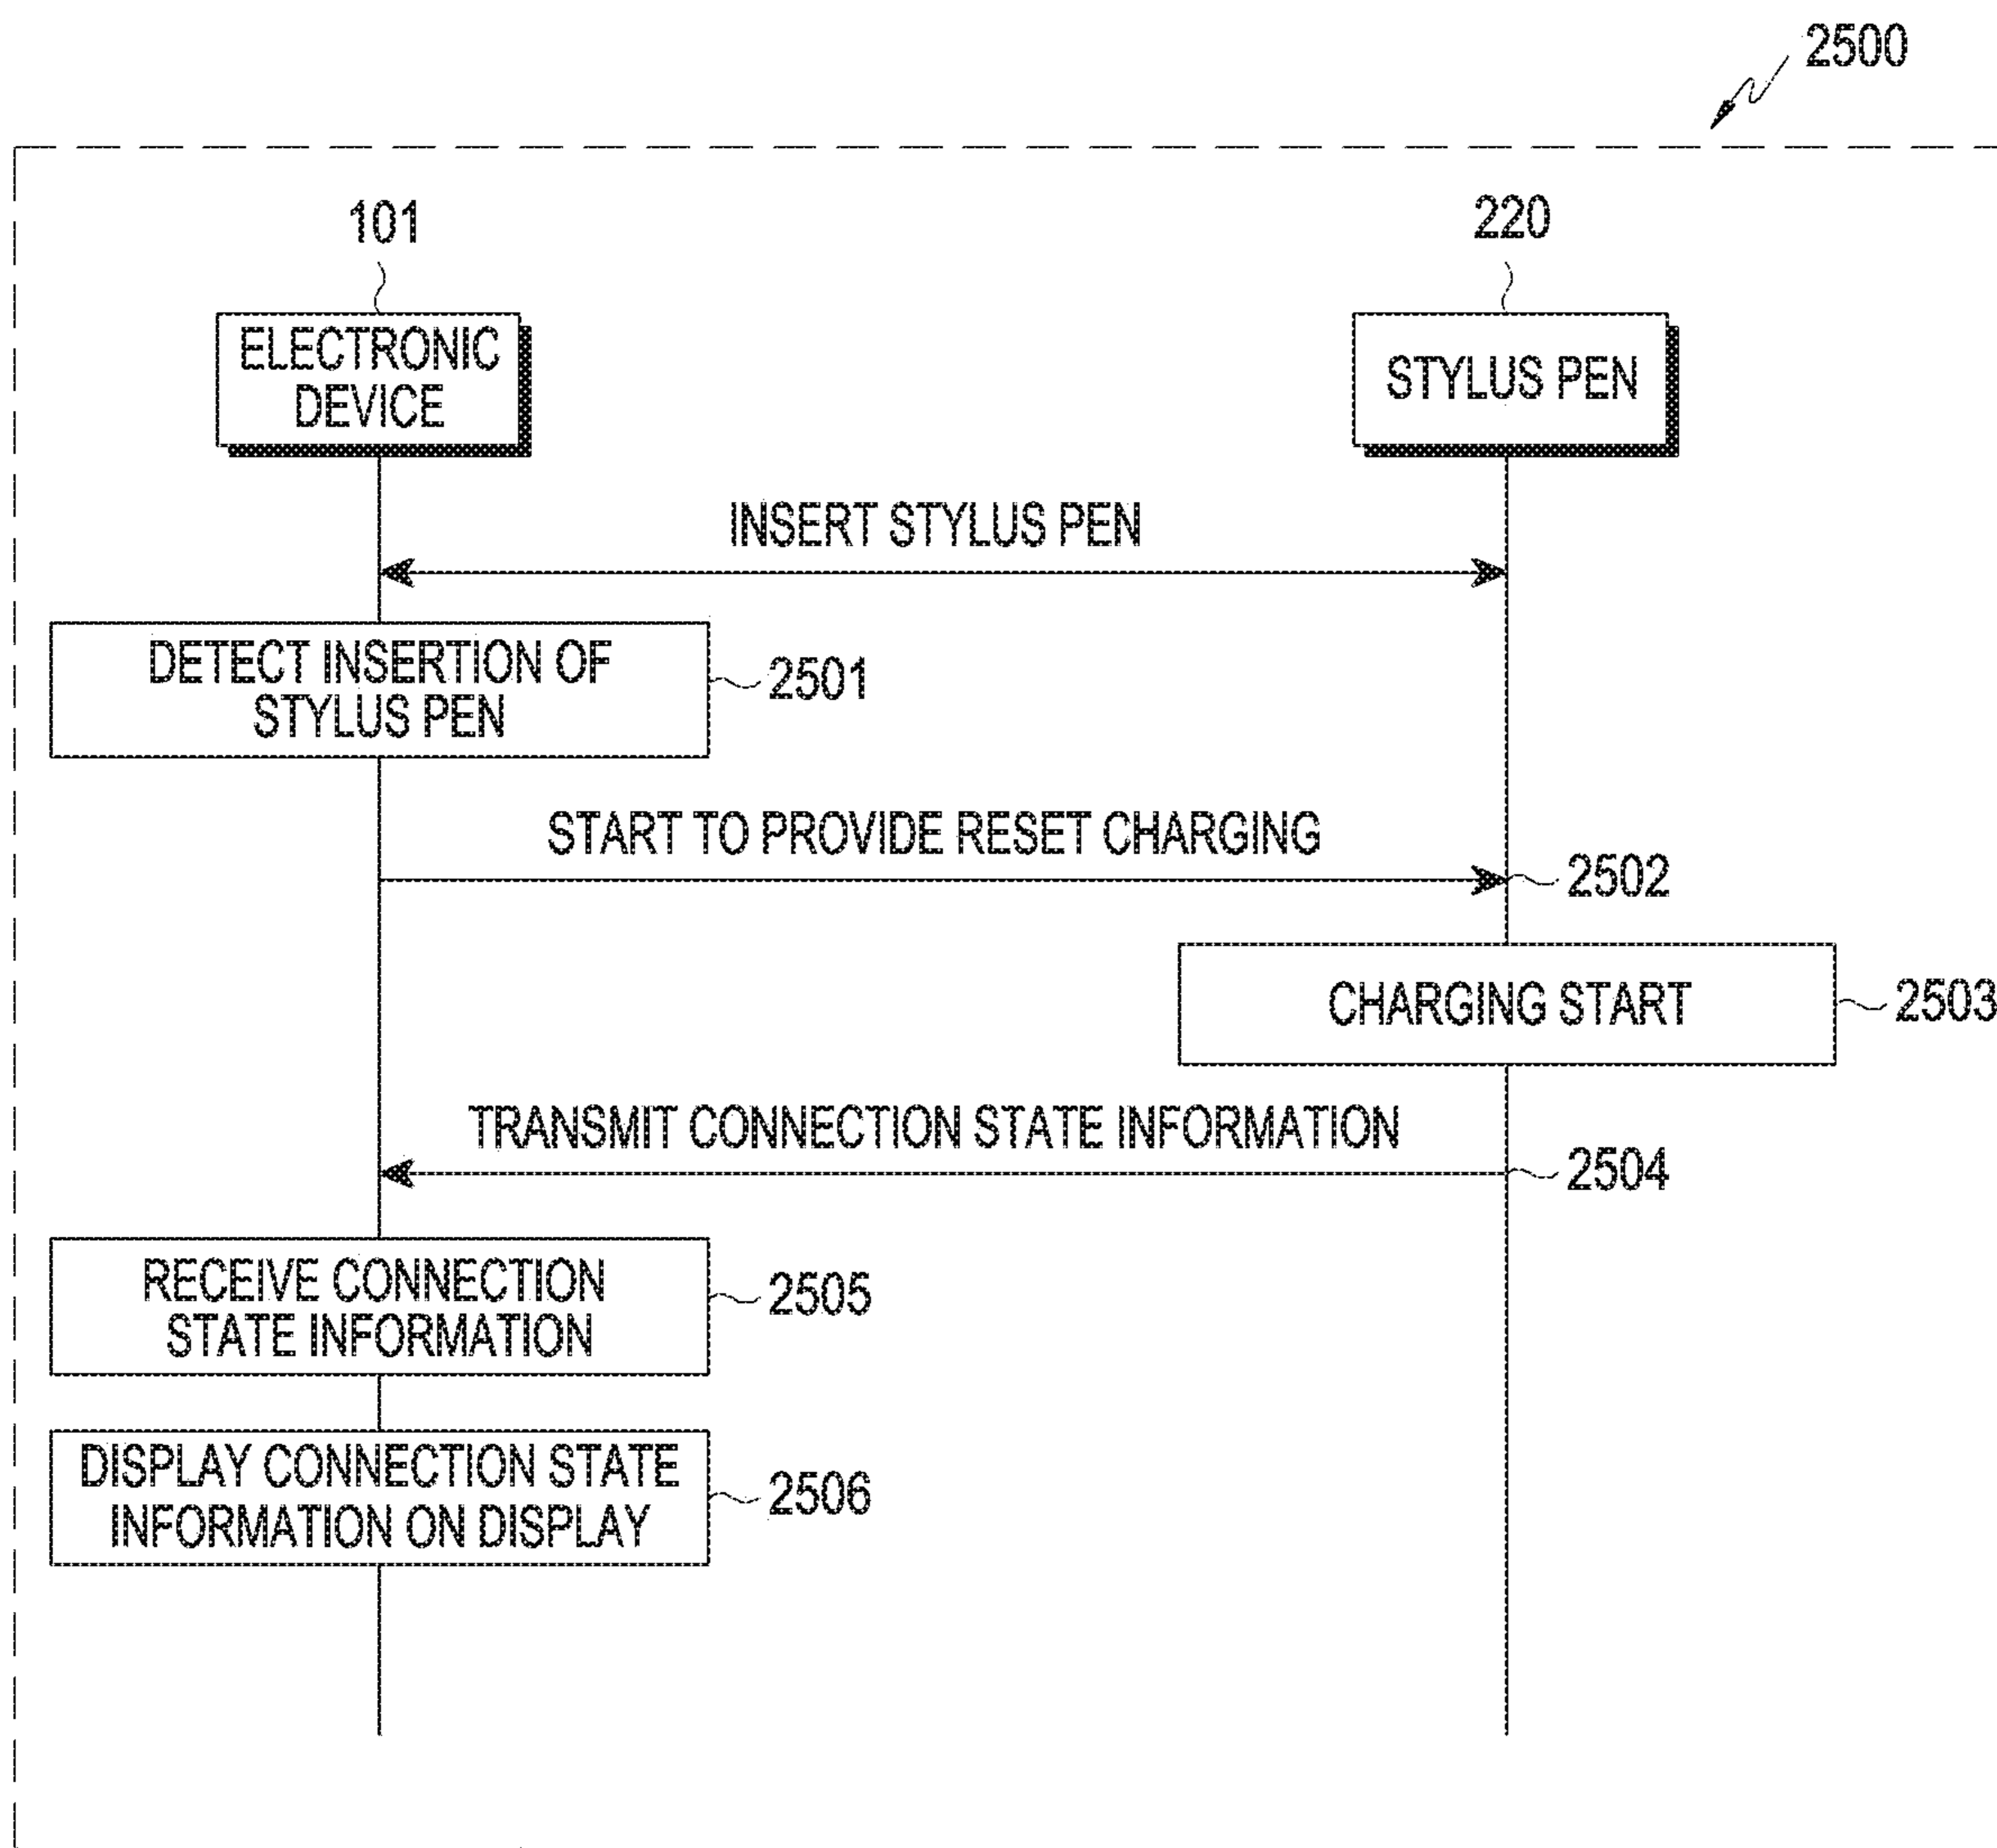 2500
101
220
ELECTRONIC
DEVICE
STYLUS PEN
INSERT STYLUS PEN
DETECT INSERTION OF
STYLUS PEN
2501
START TO PROVIDE RESET CHARGING
2502
CHARGING START
2503
TRANSMIT CONNECTION STATE INFORMATION
2504
RECEIVE CONNECTION
STATE INFORMATION
2505
DISPLAY CONNECTION STATE
INFORMATION ON DISPLAY
2506